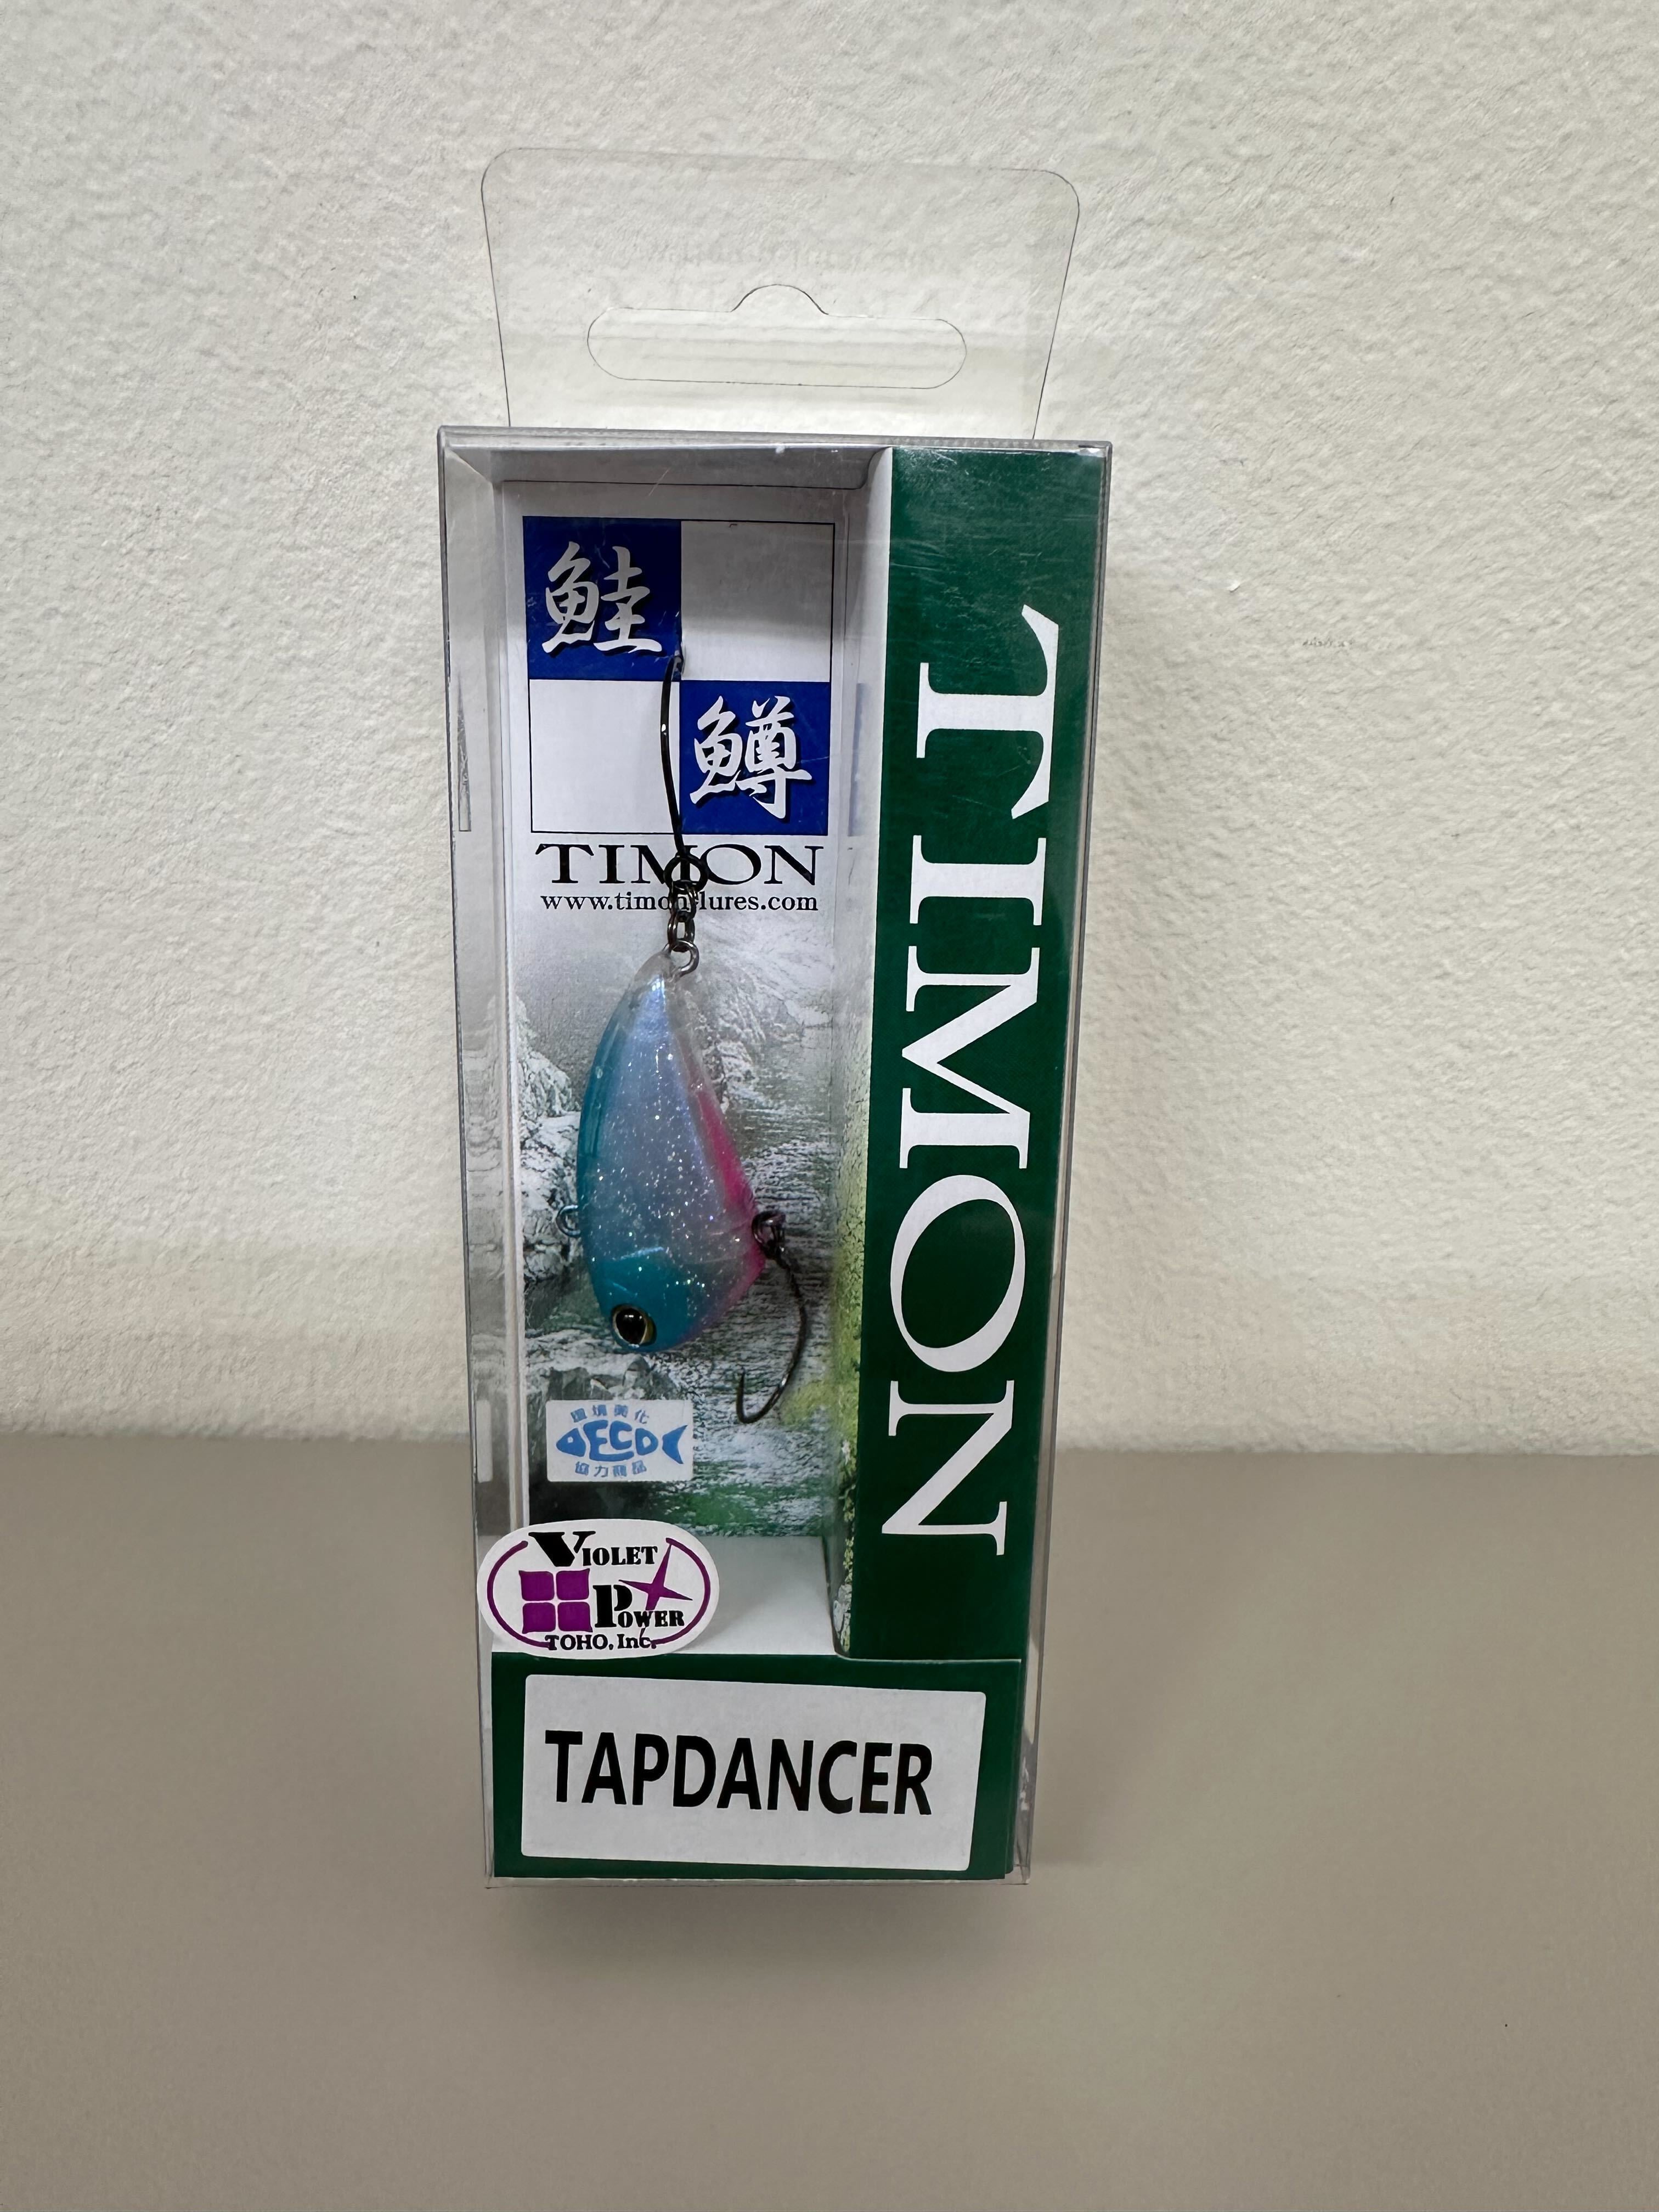 鮭
鱒
TIMON
www.timon-lures.com
TIMON
環境美化
ECO
協力商品
VIOLET
POWER
TOHO, Inc.
TAPDANCER